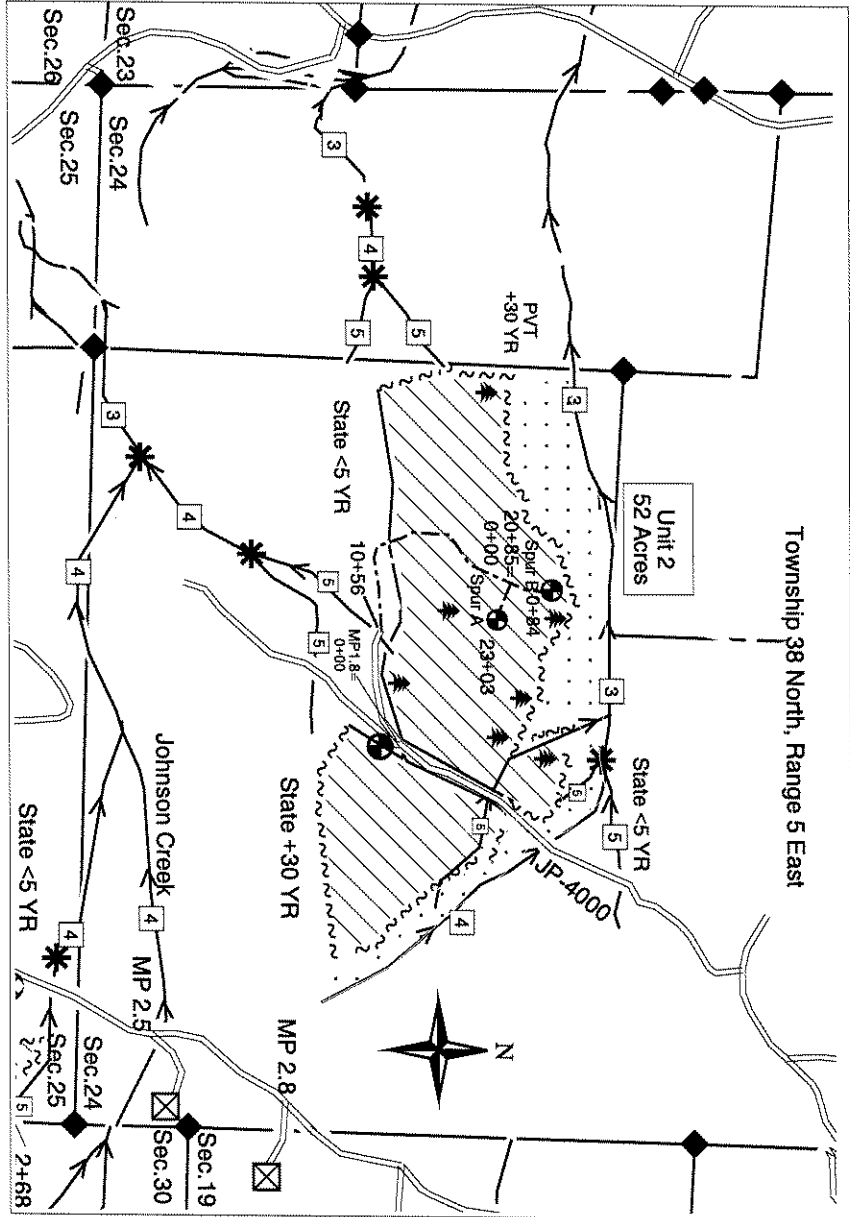 Township 38 North, Range 5 East
Unit 2
52 Acres
State <5 YR
JP-4000
PVT
+30 YR
State <5 YR
Spur B 0+84
20+85=
0+00
Spur A
23+03
10+56
MP1.8=
0+00
State +30 YR
N
Sec.23
Sec.26
Sec.24
Sec.25
Johnson Creek
State <5 YR
MP 2.5
MP 2.8
Sec.24
Sec.25
Sec.19
Sec.30
2+68
3
4
5
5
3
3
5
5
5
4
3
4
5
5
4
4
4
5